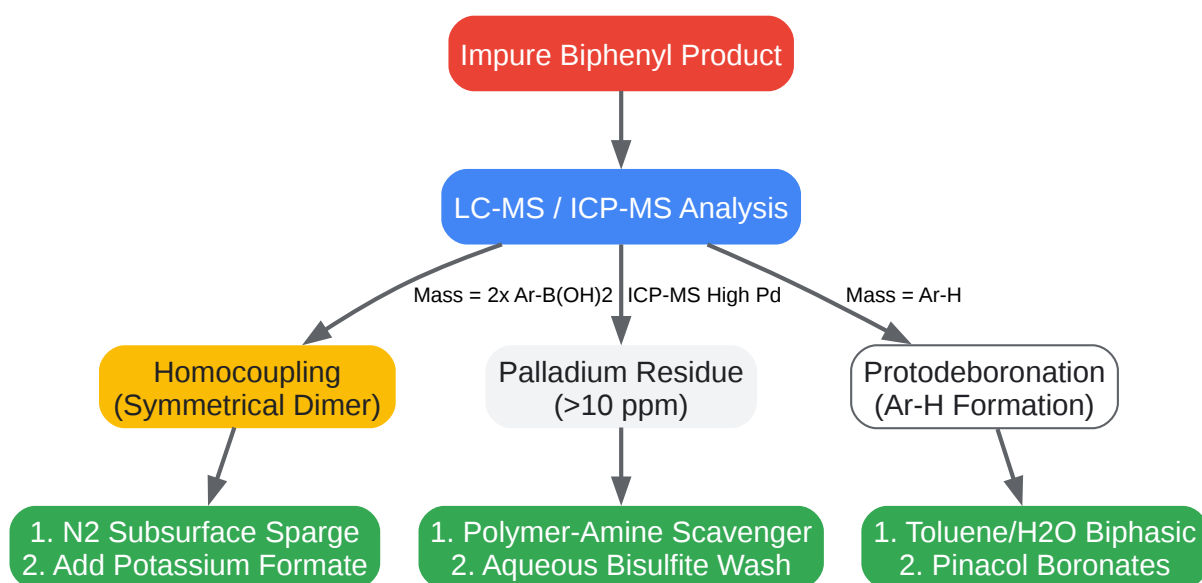 Impure Biphenyl Product
LC-MS / ICP-MS Analysis
Mass = 2x Ar-B(OH)2
ICP-MS High Pd
Mass = Ar-H
Homocoupling
(Symmetrical Dimer)
Palladium Residue
(>10 ppm)
Protodeboronation
(Ar-H Formation)
1. N2 Subsurface Sparge
2. Add Potassium Formate
1. Polymer-Amine Scavenger
2. Aqueous Bisulfite Wash
1. Toluene/H2O Biphasic
2. Pinacol Boronates